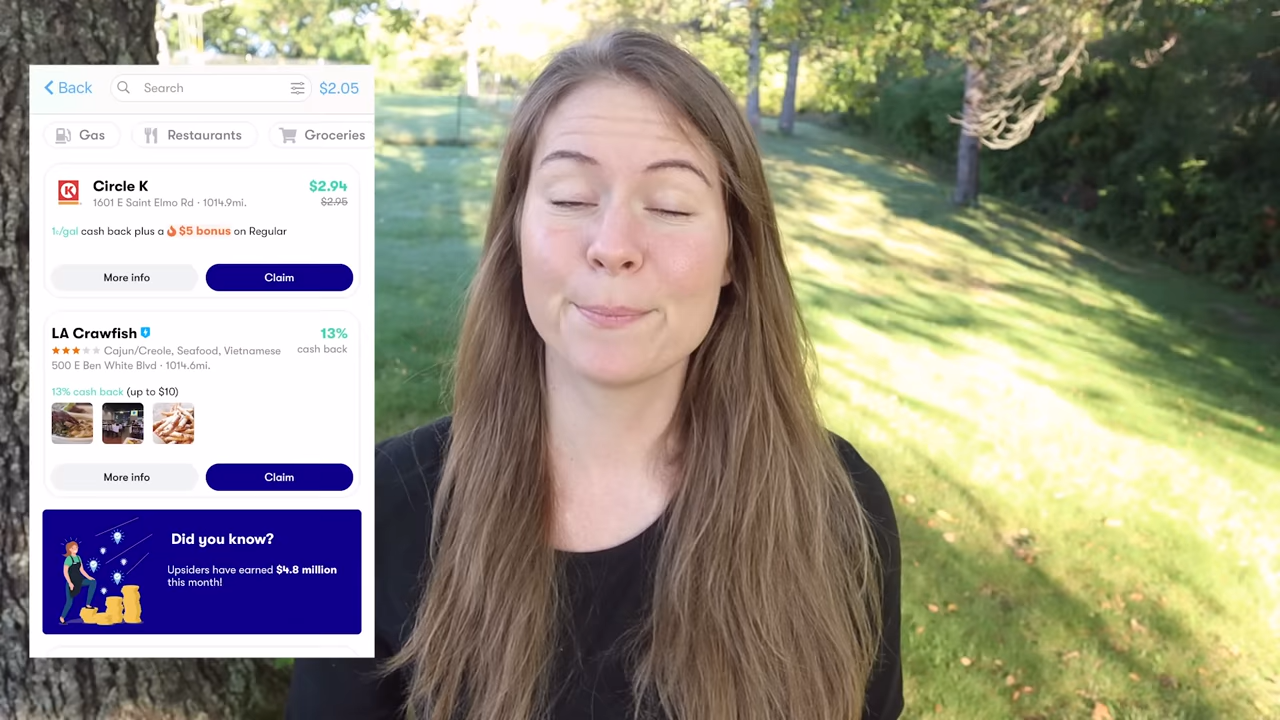 Back
Search
$2.05
Gas
Restaurants
Groceries
K
Circle K
$2.94
1601 E Saint Elmo Rd · 1014.9mi.
$2.95
1¢/gal cash back plus a $5 bonus on Regular
More info
Claim
LA Crawfish
13%
Cajun/Creole, Seafood, Vietnamese
cash back
500 E Ben White Blvd · 1014.6mi.
13% cash back (up to $10)
More info
Claim
Did you know?
Upsiders have earned $4.8 million
this month!